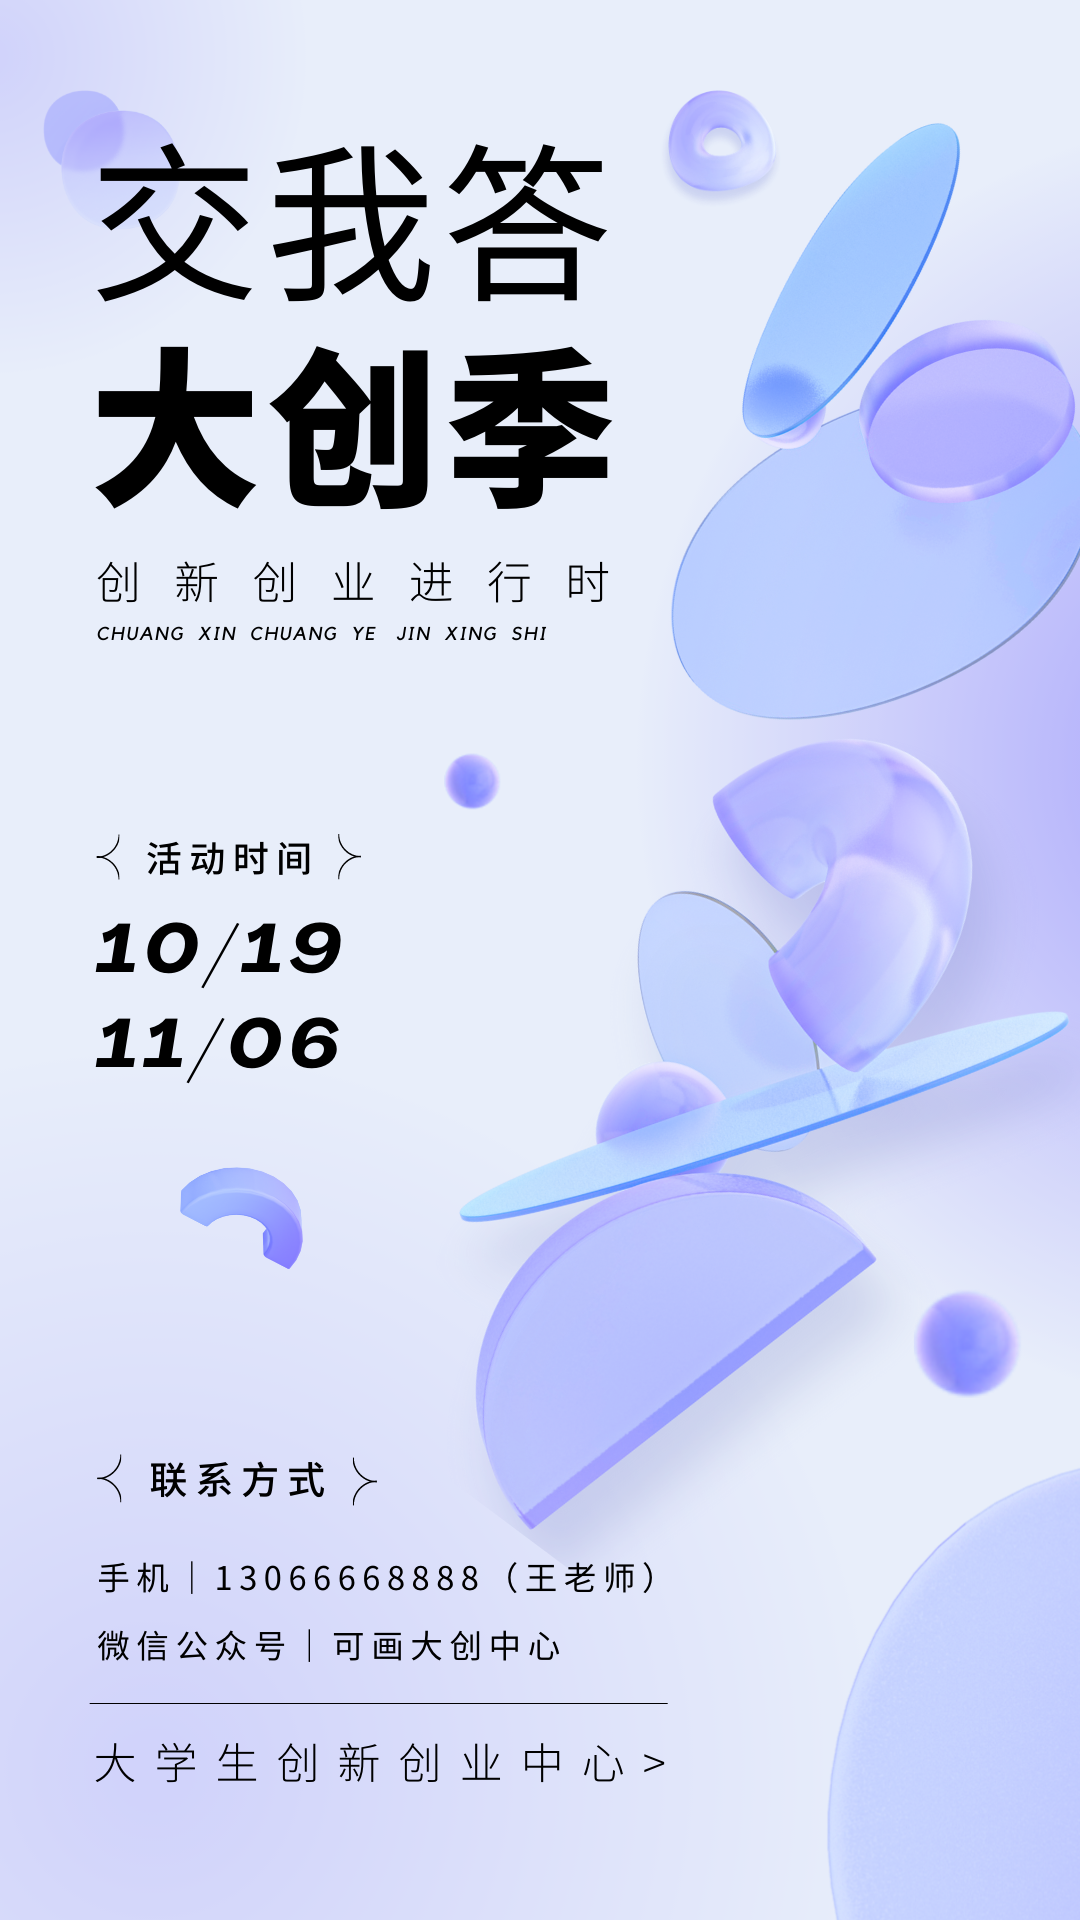 交我答
大创季
创新创业进行时
CHUANG XIN CHUANG YE JIN XING SHI
活动时间
10/19
11/06
联系方式
手机｜13066668888（王老师）
微信公众号｜可画大创中心
大学生创新创业中心>